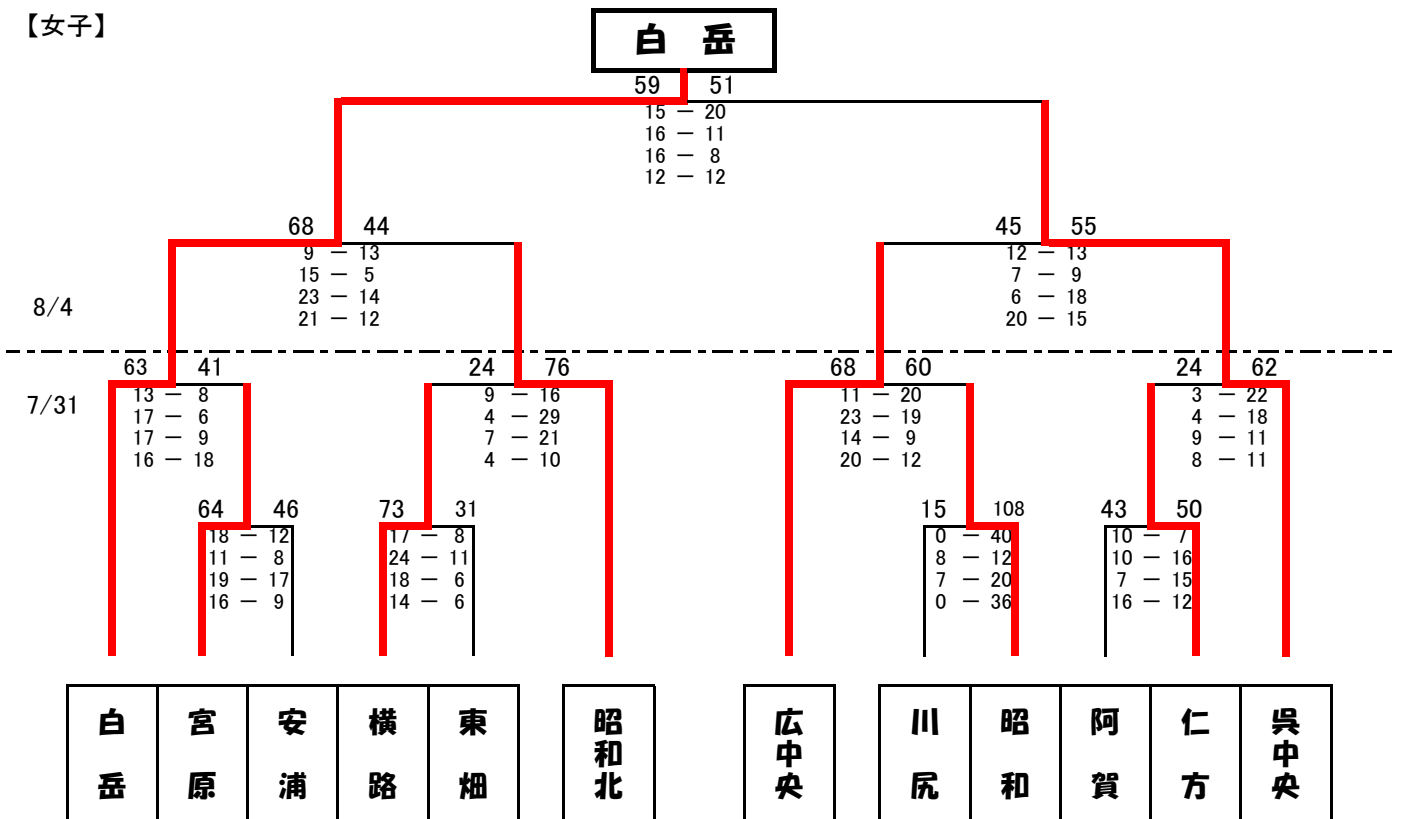 【女子】
白岳
59 51
15 － 20
16 － 11
16 － 8
12 － 12
68 44
9 － 13
15 － 5
23 － 14
21 － 12
45 55
12 － 13
7 － 9
6 － 18
20 － 15
8/4
63 41
13 － 8
17 － 6
17 － 9
16 － 18
24 76
9 － 16
4 － 29
7 － 21
4 － 10
68 60
11 － 20
23 － 19
14 － 9
20 － 12
24 62
3 － 22
4 － 18
9 － 11
8 － 11
7/31
64 46
18 － 12
11 － 8
19 － 17
16 － 9
73 31
17 － 8
24 － 11
18 － 6
14 － 6
15 108
0 － 40
8 － 12
7 － 20
0 － 36
43 50
10 － 7
10 － 16
7 － 15
16 － 12
白岳
宮原
安浦
横路
東畑
昭和北
広中央
川尻
昭和
阿賀
仁方
呉中央